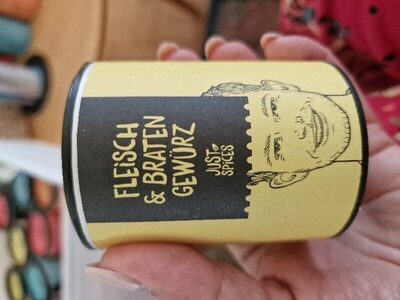 FLEISCH
& BRATEN
GEWÜRZ
JUST
SPICES